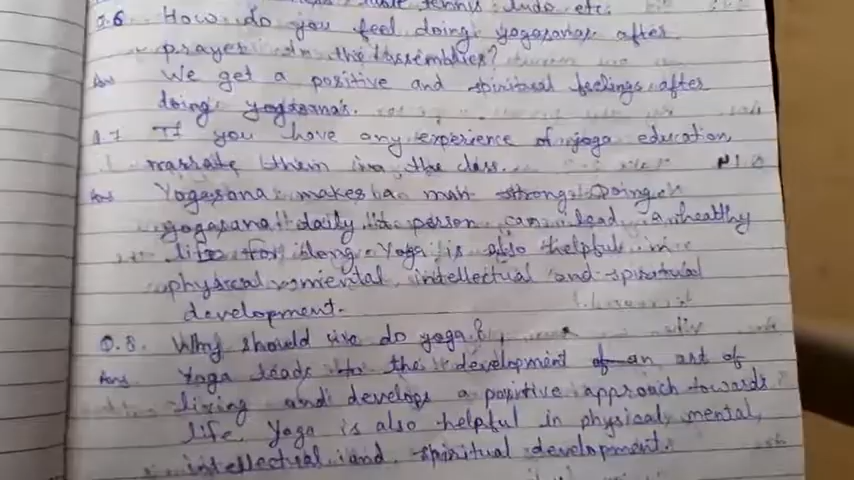 table tennis, ludo etc.
Q.6 How do you feel doing yogasanas after
prayer in the assemblies?
Ans We get a positive and spiritual feelings after
doing yogasanas.
Q.7 If you have any experience of yoga education,
narrate them in the class.
Ans Yogasana makes a man strong. Doing
yogasana daily person can lead a healthy
life for long. Yoga is also helpful in
physical, mental, intellectual and spiritual
development.
Q.8. Why should we do yoga?
Ans Yoga leads to the development of an art of
living and develops a positive approach towards
life. Yoga is also helpful in physical, mental,
intellectual and spiritual development.